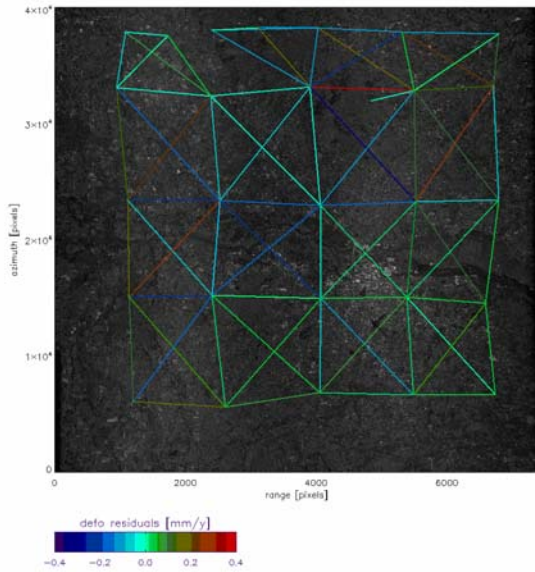 4×10⁴
3×10⁴
2×10⁴
1×10⁴
0
azimuth [pixels]
0 2000 4000 6000
range [pixels]
defo residuals [mm/y]
−0.4 −0.2 0.0 0.2 0.4